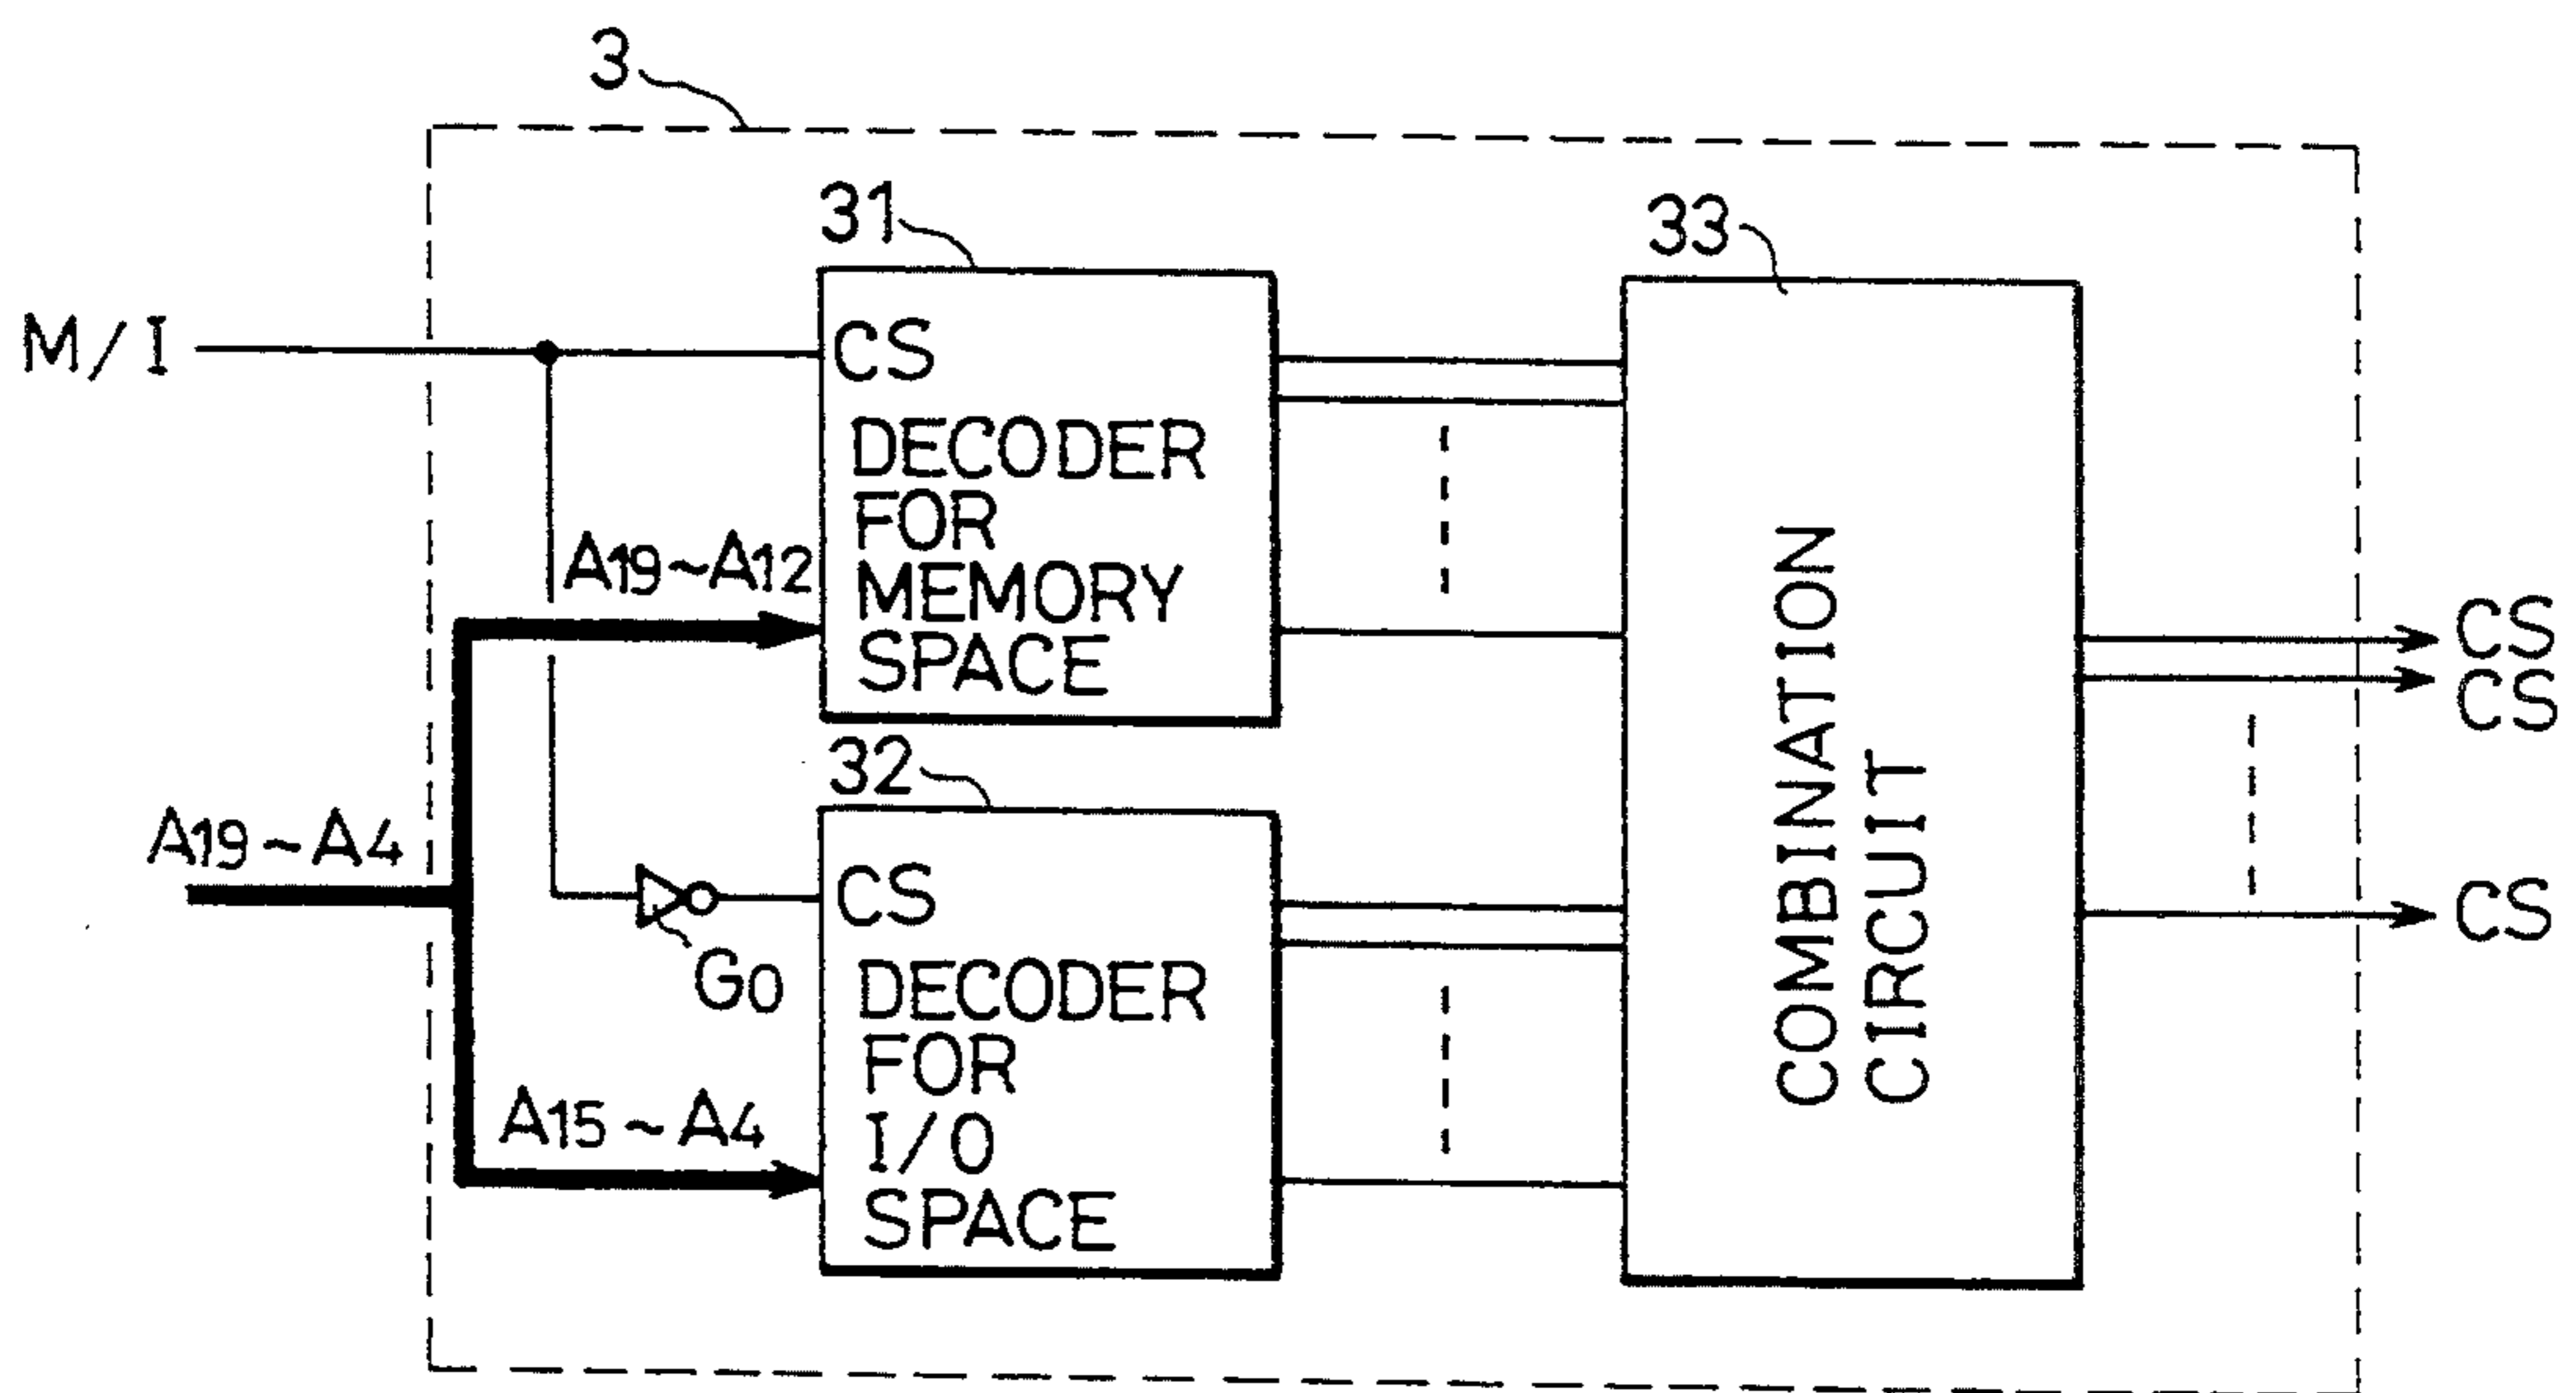 3
31
33
M/I
CS
DECODER
FOR
MEMORY
SPACE
A19~A12
COMBINATION
CIRCUIT
CS
CS
CS
32
A19~A4
CS
G0
DECODER
FOR
I/O
SPACE
A15~A4